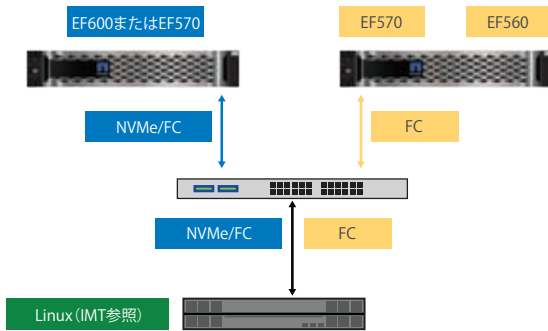 EF600またはEF570
EF570
EF560
NVMe/FC
FC
NVMe/FC
FC
Linux（IMT参照）